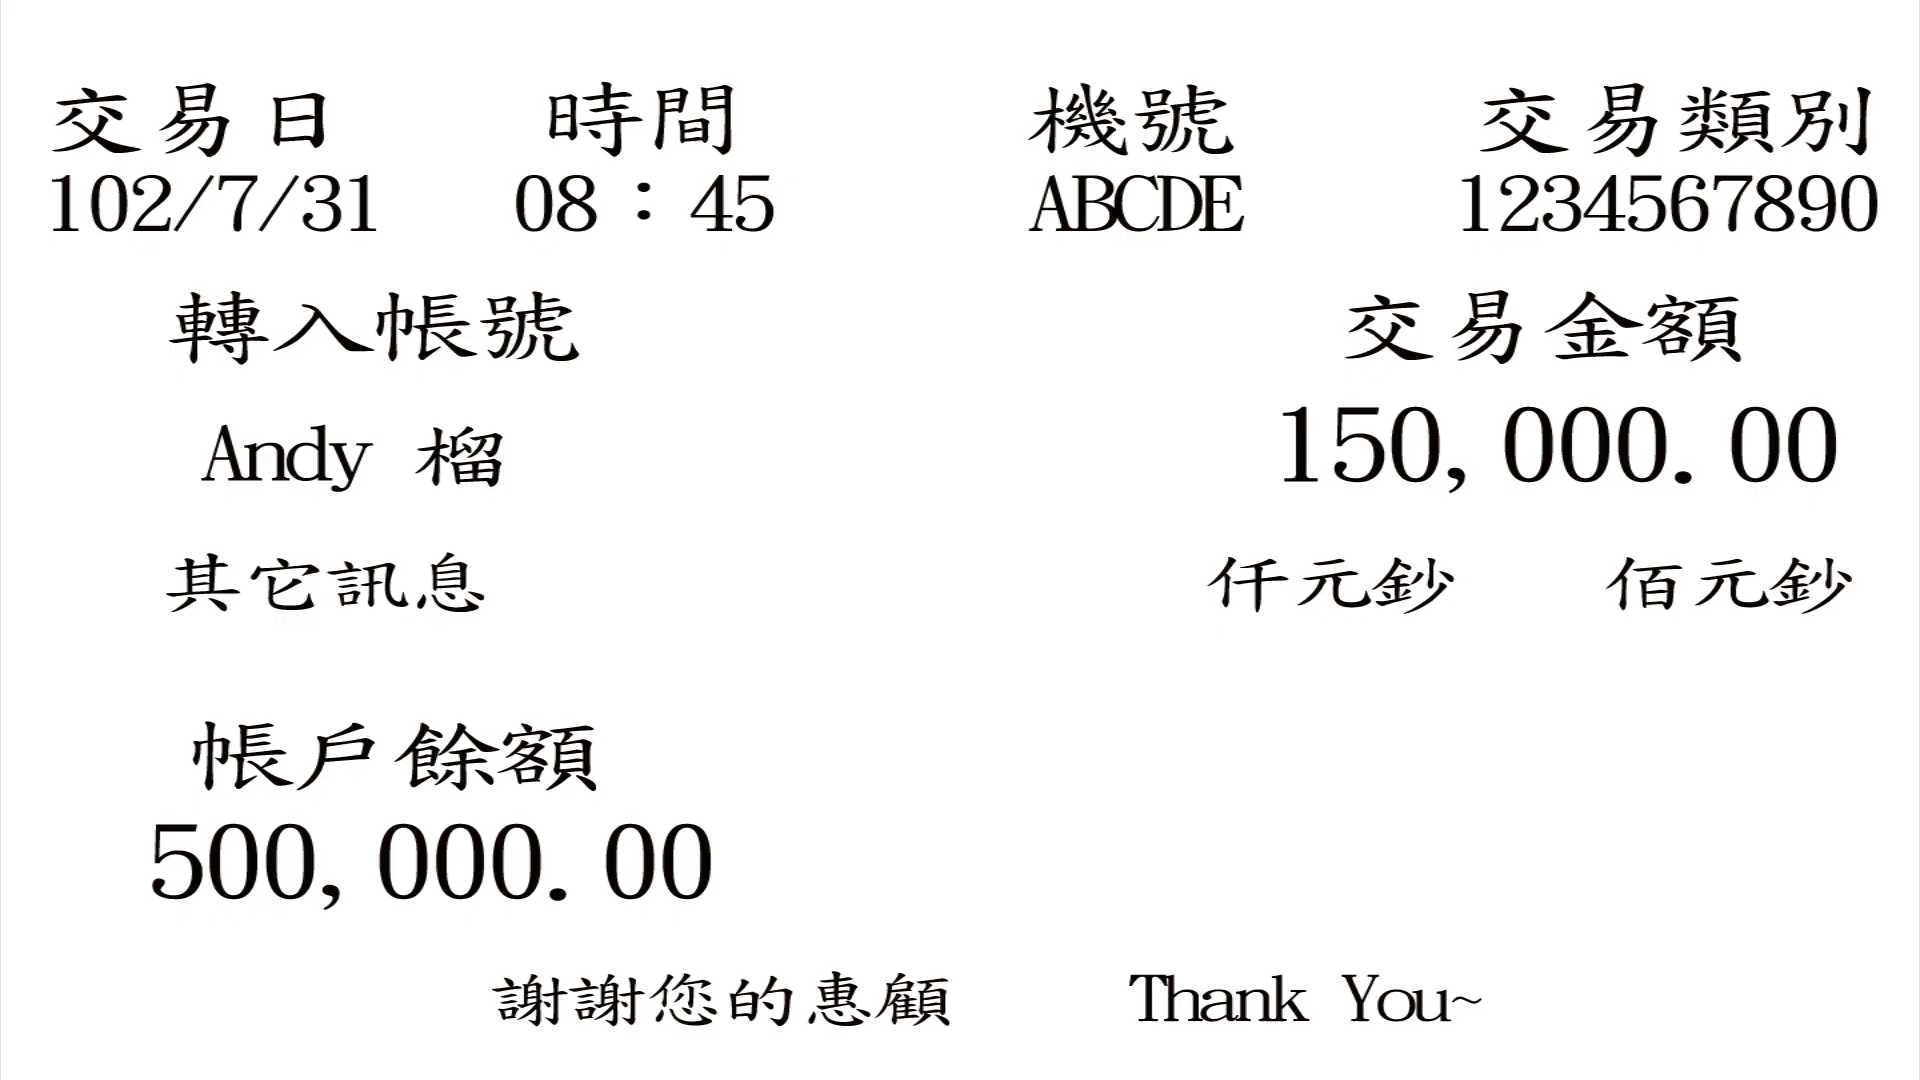 交易日 時間 機號 交易類別
102/7/31 08：45 ABCDE 1234567890
轉入帳號 交易金額
Andy 榴 150,000.00
其它訊息 仟元鈔 佰元鈔
帳戶餘額
500,000.00
謝謝您的惠顧 Thank You~